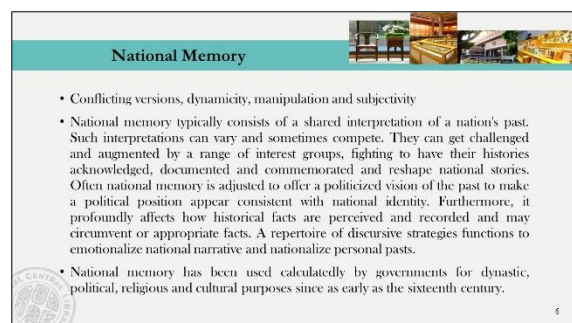 National Memory
• Conflicting versions, dynamicity, manipulation and subjectivity
• National memory typically consists of a shared interpretation of a nation's past.
Such interpretations can vary and sometimes compete. They can get challenged
and augmented by a range of interest groups, fighting to have their histories
acknowledged, documented and commemorated and reshape national stories.
Often national memory is adjusted to offer a politicized vision of the past to make
a political position appear consistent with national identity. Furthermore, it
profoundly affects how historical facts are perceived and recorded and may
circumvent or appropriate facts. A repertoire of discursive strategies functions to
emotionalize national narrative and nationalize personal pasts.
• National memory has been used calculatedly by governments for dynastic,
political, religious and cultural purposes since as early as the sixteenth century.
CENTRAL
6